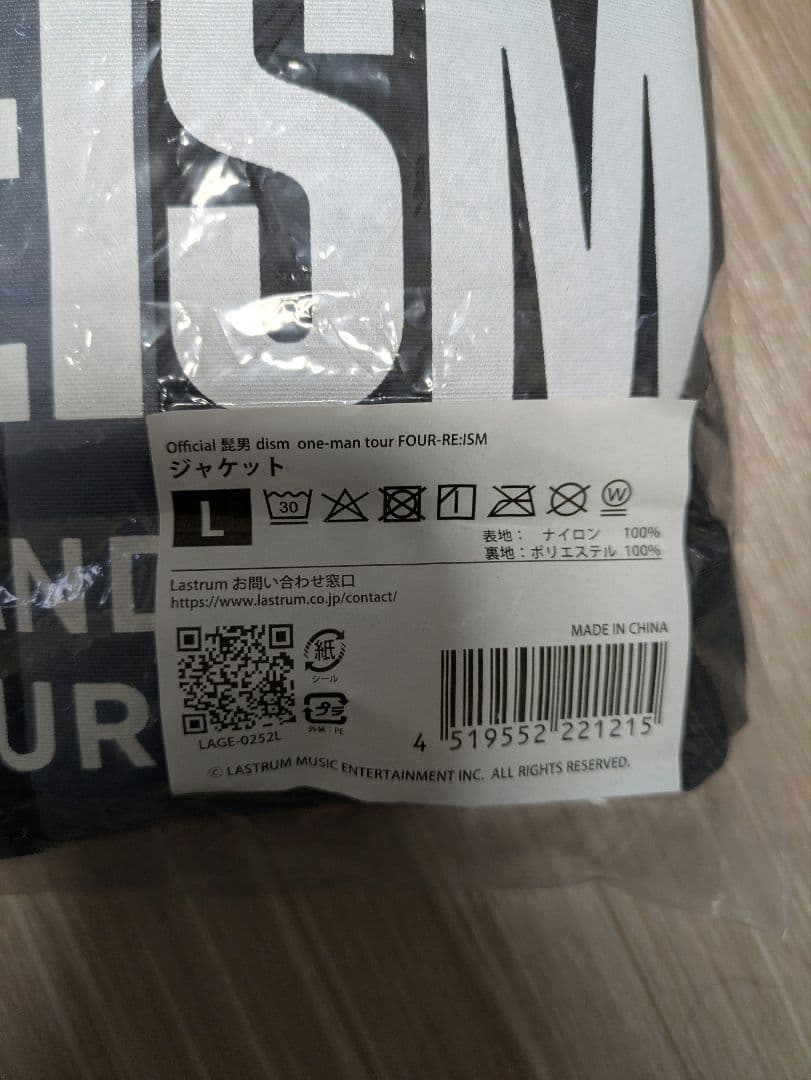 EISM
AND
OUR
Official 髭男 dism one-man tour FOUR-RE:ISM
ジャケット
L
30
W
表地： ナイロン 100%
裏地：ポリエステル 100%
Lastrum お問い合わせ窓口
https://www.lastrum.co.jp/contact/
紙
シール
プラ
外装：PE
MADE IN CHINA
LAGE-0252L
4 519552 221215
© LASTRUM MUSIC ENTERTAINMENT INC. ALL RIGHTS RESERVED.